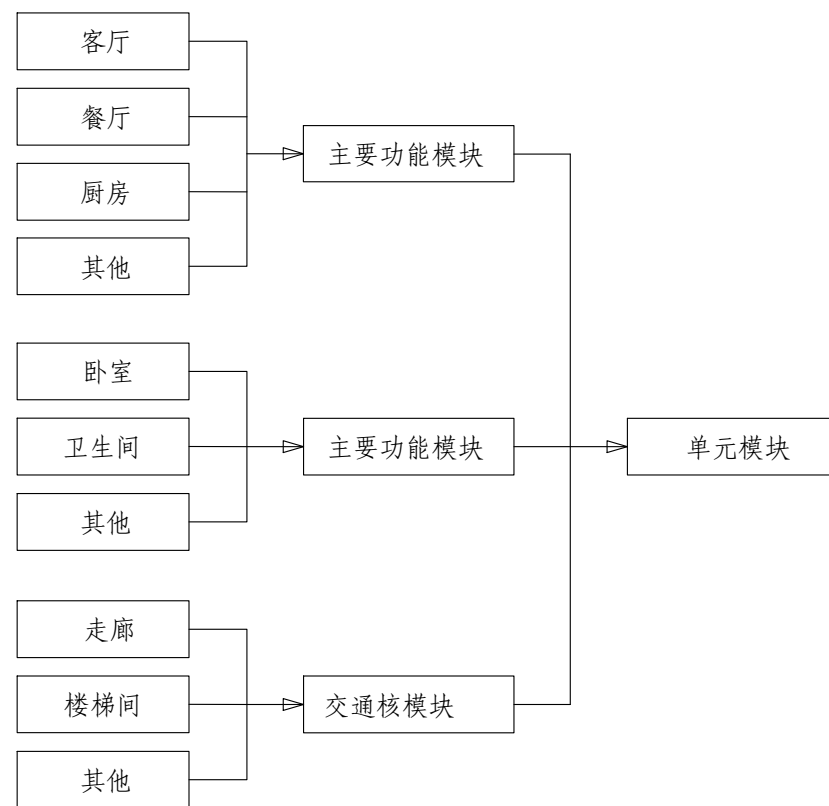 客厅
餐厅
厨房
其他
主要功能模块
卧室
卫生间
其他
主要功能模块
单元模块
走廊
楼梯间
其他
交通核模块